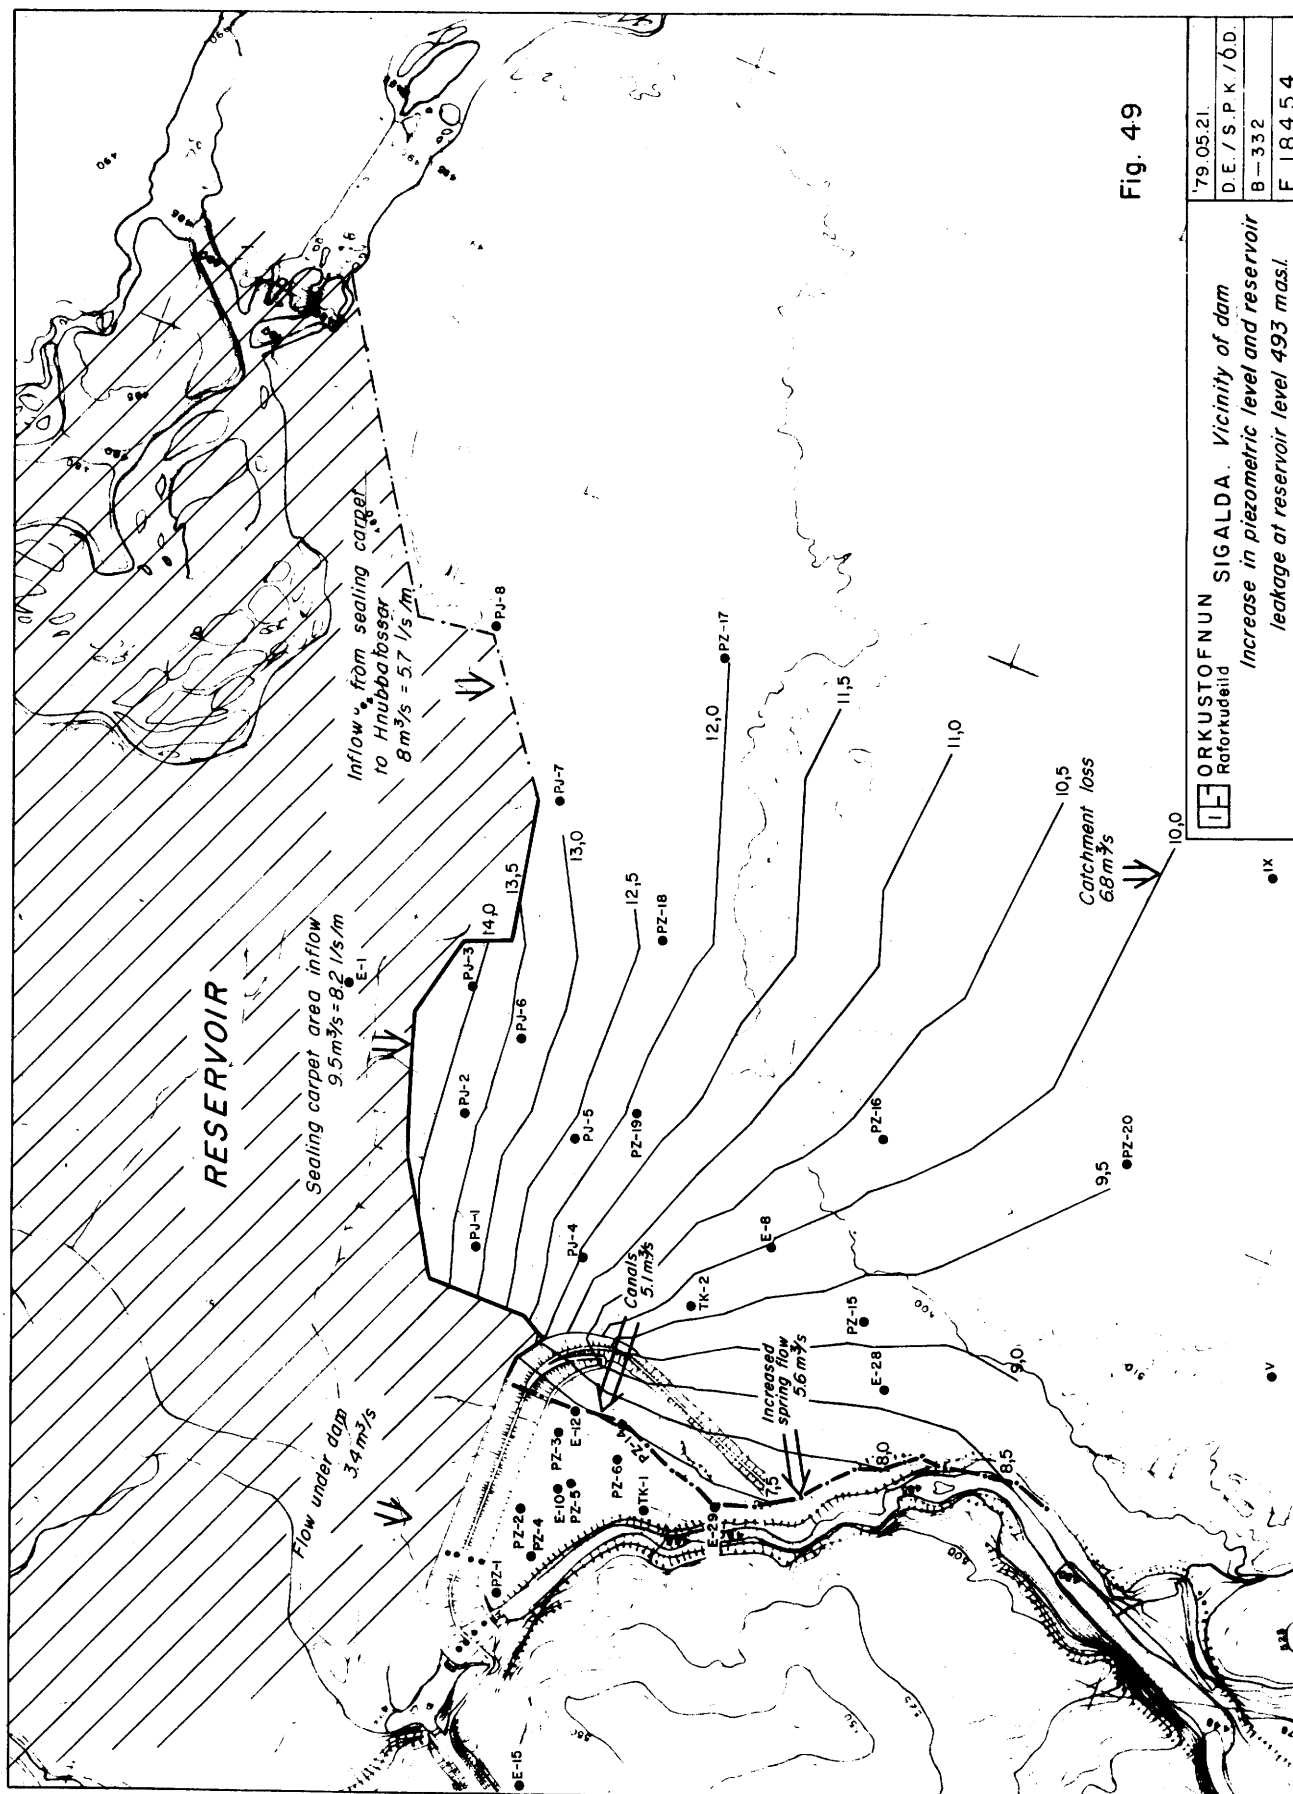 RESERVOIR
Sealing carpet area inflow
9.5 m³/s = 8.2 l/s/m
E-1
Inflow from sealing carpet
to Hnubbafossar
8 m³/s = 5.7 l/s/m
Flow under dam
3.4 m³/s
PJ-8
PJ-7
PJ-3
PJ-6
PJ-2
PJ-1
PJ-5
PJ-4
14,0
13,5
13,0
12,5
12,0
11,5
11,0
10,5
10,0
9,5
9,0
8,5
8,0
7,5
PZ-17
PZ-18
PZ-19
PZ-16
PZ-20
E-8
TK-2
PZ-15
E-28
Canals
5.1 m³/s
Increased
spring flow
5.6 m³/s
Catchment loss
6.8 m³/s
PZ-14
E-12
PZ-3
E-10
PZ-5
PZ-6
TK-1
PZ-2
PZ-4
PZ-1
E-29
E-15
IX
V
490
Fig. 49
ORKUSTOFNUN
Raforkudeild
SIGALDA. Vicinity of dam
Increase in piezometric level and reservoir
leakage at reservoir level 493 m.a.s.l.
'79.05.21.
D.E./S.P.K/Ó.D.
B-332
F 18454